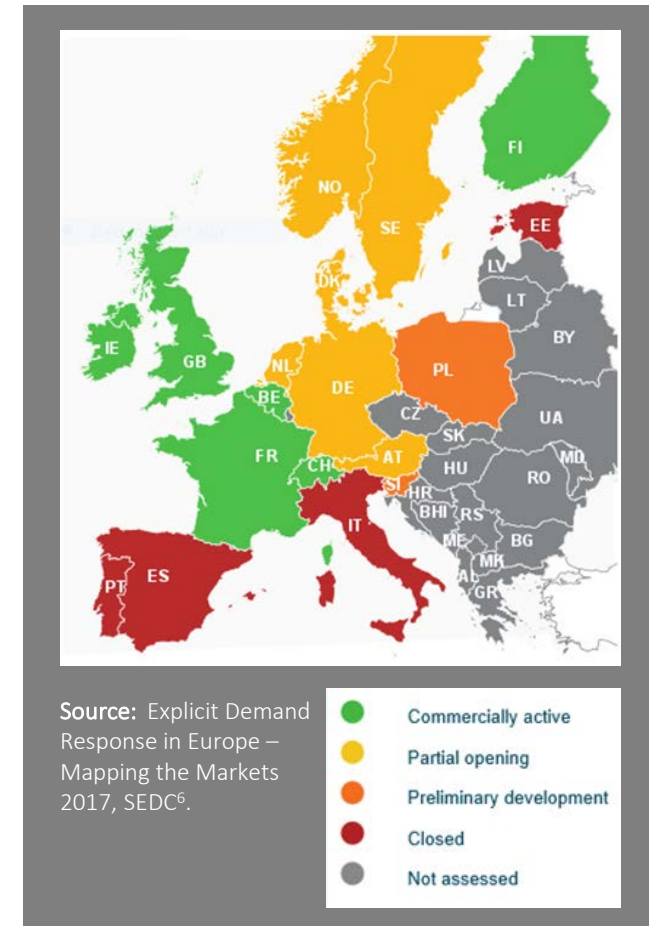 FI
NO
SE
EE
LV
DK
LT
IE
GB
BY
NL
DE
PL
BE
CZ
UA
SK
FR
CH
AT
HU
MD
SI
RO
HR
BHI
RS
IT
ME
BG
MK
PT
ES
AL
GR
Source: Explicit Demand
Response in Europe –
Mapping the Markets
2017, SEDC⁶.
Commercially active
Partial opening
Preliminary development
Closed
Not assessed